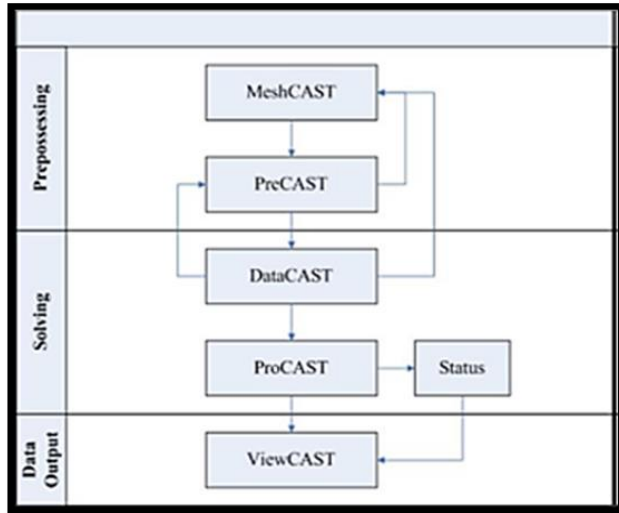 Prepossessing
MeshCAST
PreCAST
Solving
DataCAST
ProCAST
Status
Data
Output
ViewCAST